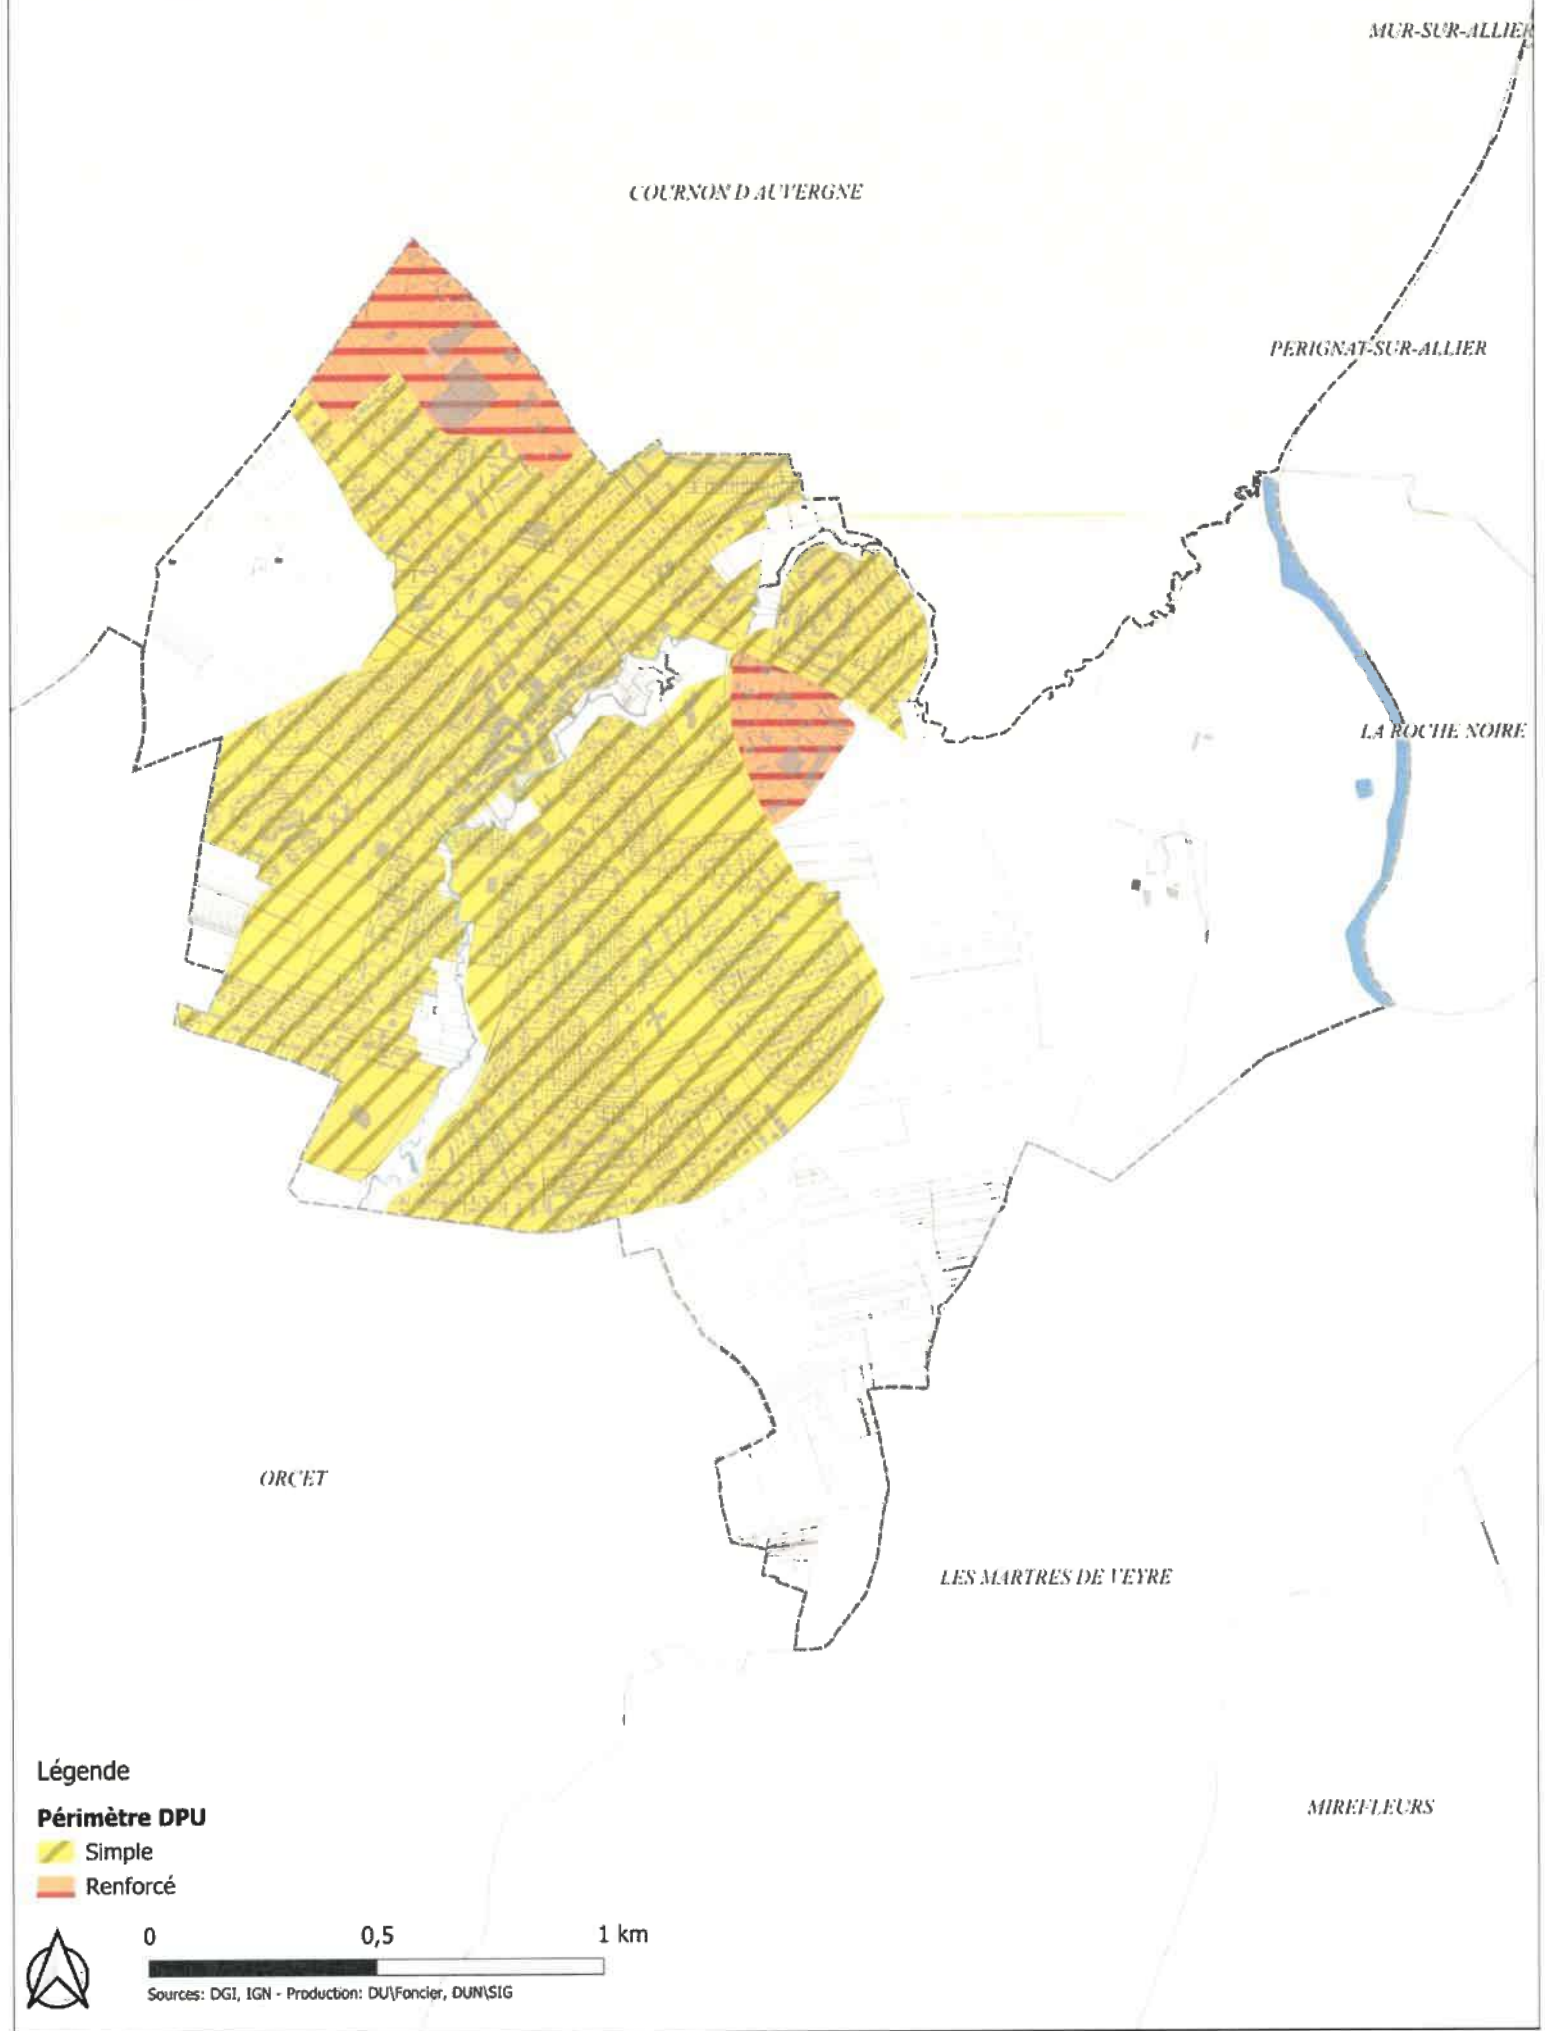 MUR-SUR-ALLIER
COURNON D AUVERGNE
PERIGNAT-SUR-ALLIER
LA ROCHE NOIRE
ORCET
LES MARTRES DE VEYRE
MIREFLEURS
Légende
Périmètre DPU
Simple
Renforcé
0 0,5 1 km
Sources: DGI, IGN - Production: DU\Foncier, DUN\SIG